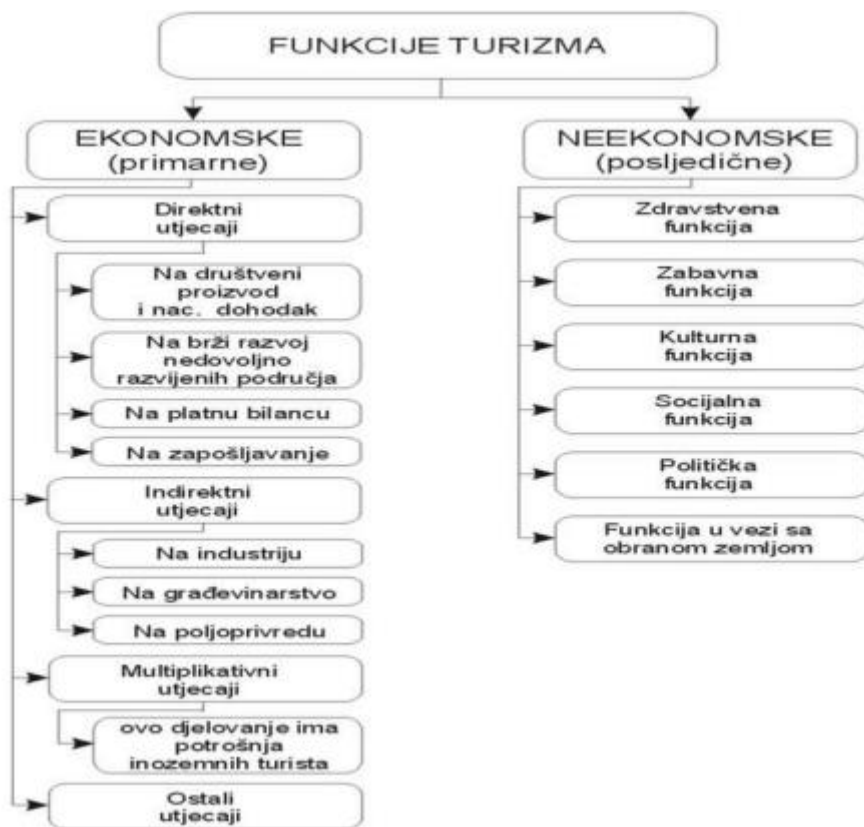 FUNKCIJE TURIZMA
EKONOMSKE
(primarne)
Direktni
utjecaji
Na društveni
proizvod
i nac. dohodak
Na brži razvoj
nedovoljno
razvijenih područja
Na platnu bilancu
Na zapošljavanje
Indirektni
utjecaji
Na industriju
Na građevinarstvo
Na poljoprivredu
Multiplikativni
utjecaji
ovo djelovanje ima
potrošnja
inozemnih turista
Ostali
utjecaji
NEEKONOMSKE
(posljedične)
Zdravstvena
funkcija
Zabavna
funkcija
Kulturna
funkcija
Socijalna
funkcija
Politička
funkcija
Funkcija u vezi sa
obranom zemljom